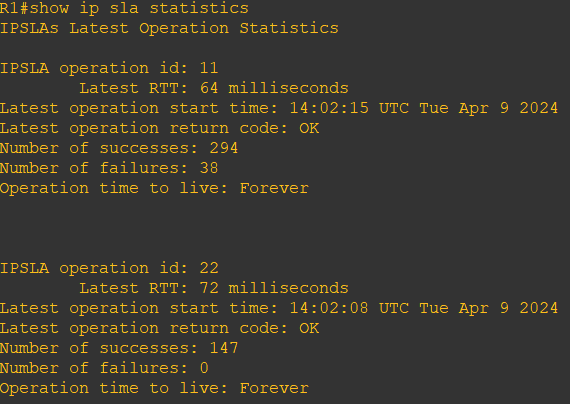 R1#show ip sla statistics
IPSLAs Latest Operation Statistics
IPSLA operation id: 11
Latest RTT: 64 milliseconds
Latest operation start time: 14:02:15 UTC Tue Apr 9 2024
Latest operation return code: OK
Number of successes: 294
Number of failures: 38
Operation time to live: Forever
IPSLA operation id: 22
Latest RTT: 72 milliseconds
Latest operation start time: 14:02:08 UTC Tue Apr 9 2024
Latest operation return code: OK
Number of successes: 147
Number of failures: 0
Operation time to live: Forever